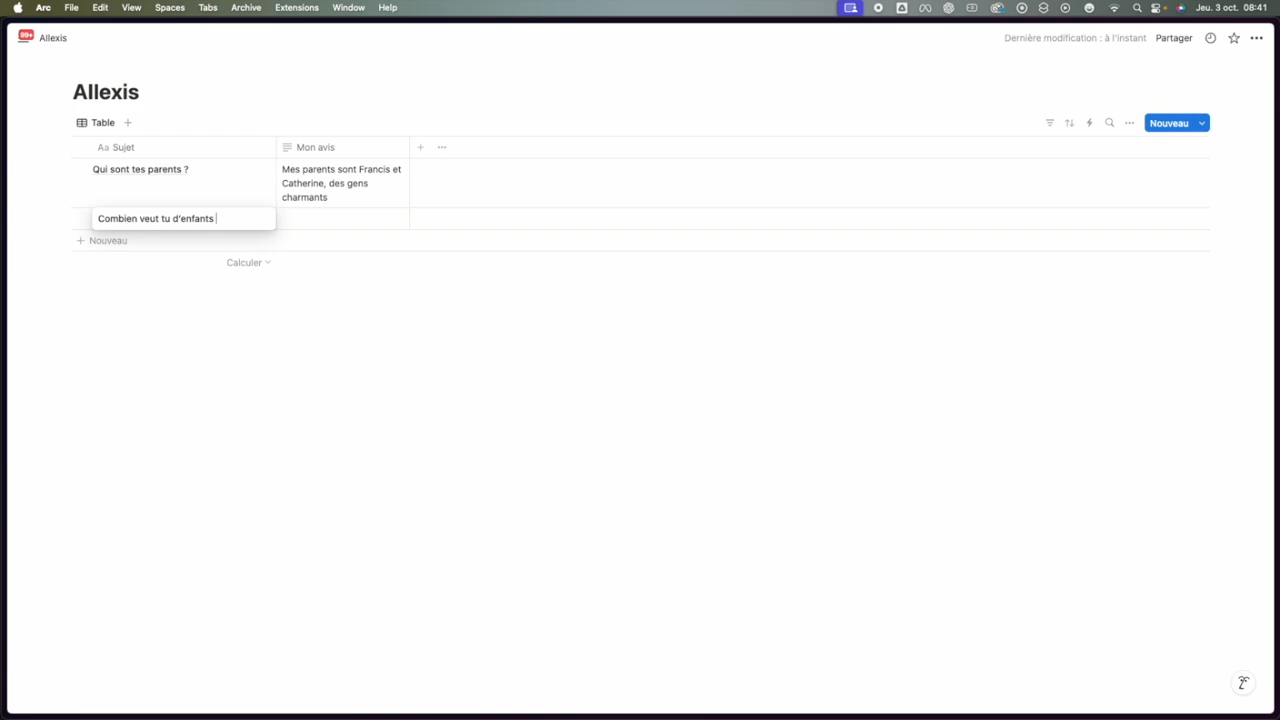 Arc File Edit View Spaces Tabs Archive Extensions Window Help Jeu. 3 oct. 08:41
99+ Allexis Dernière modification : à l'instant Partager
Allexis
Table Nouveau
Aa Sujet Mon avis
Qui sont tes parents ? Mes parents sont Francis et
Catherine, des gens
charmants
Combien veut tu d'enfants
Nouveau
Calculer